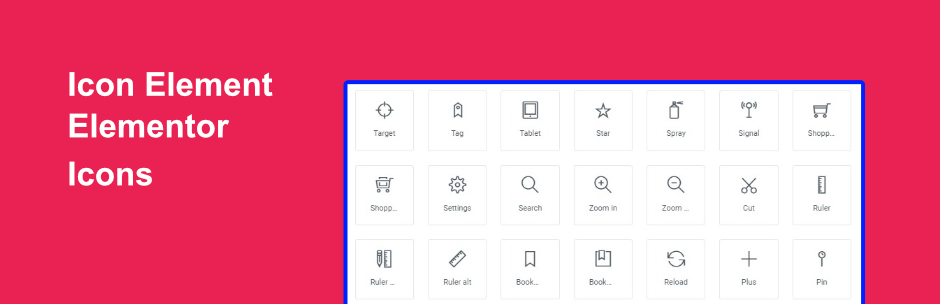 Icon Element
Elementor
Icons
Target Tag Tablet Star Spray Signal Shopp...
Shopp... Settings Search Zoom in Zoom ... Cut Ruler
Ruler ... Ruler alt Book... Book... Reload Plus Pin